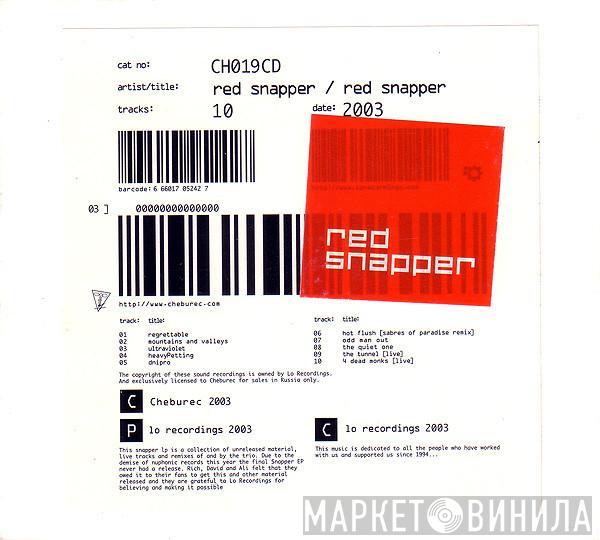 cat no: CH019CD
artist/title: red snapper / red snapper
tracks: 10 date: 2003
barcode: 6 66017 05242 7
03 ] 00000000000000
red
snapper
http://www.cheburec.com
track: title:
01 regrettable
02 mountains and valleys
03 ultraviolet
04 heavyPetting
05 dnipro
track: title:
06 hot flush [sabres of paradise remix]
07 odd man out
08 the quiet one
09 the tunnel [live]
10 4 dead monks [live]
The copyright of these sound recordings is owned by Lo Recordings.
And exclusively licensed to Cheburec for sales in Russia only.
C Cheburec 2003
P lo recordings 2003
C lo recordings 2003
This snapper lp is a collection of unreleased material,
live tracks and remixes of and by the trio. Due to the
demise of nuphonic records this year the final Snapper EP
never had a release. Rich, David and Ali felt that they
owed it to their fans to get this and other material
released and they are grateful to Lo Recordings for
believing and making it possible
This music is dedicated to all the people who have worked
with us and supported us since 1994...
МАРКЕТ ВИНИЛА